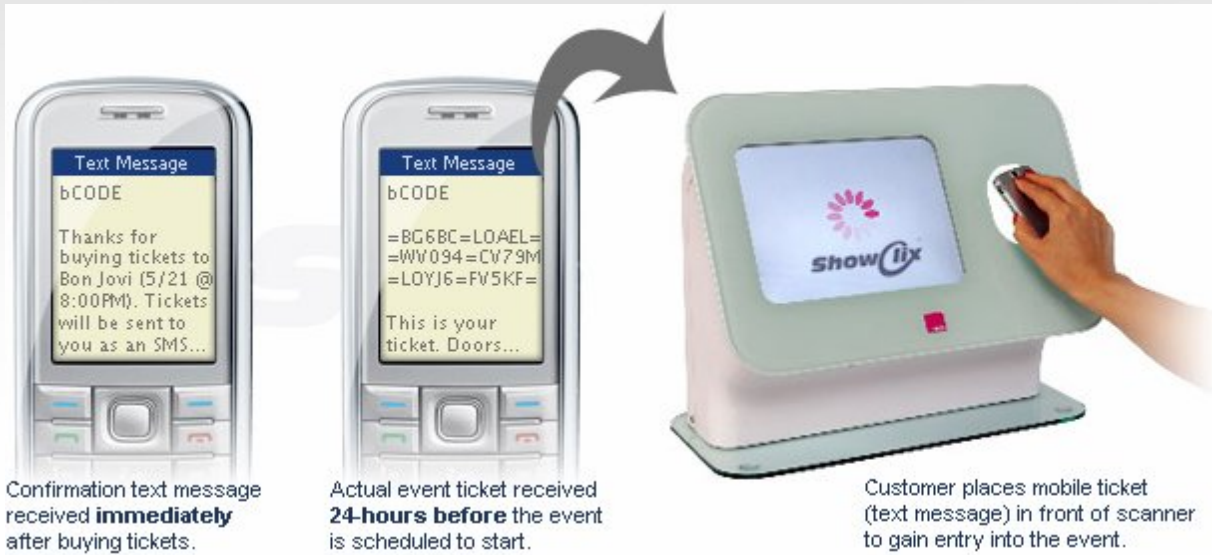 Text Message
bCODE
Thanks for
buying tickets to
Bon Jovi (5/21 @
8:00PM). Tickets
will be sent to
you as an SMS...
Confirmation text message
received immediately
after buying tickets.
Text Message
bCODE
=BG6BC=LOAEL=
=WV094=CV79M
=LOYJ6=FV5KF=
This is your
ticket. Doors...
Actual event ticket received
24-hours before the event
is scheduled to start.
ShowClix
Customer places mobile ticket
(text message) in front of scanner
to gain entry into the event.